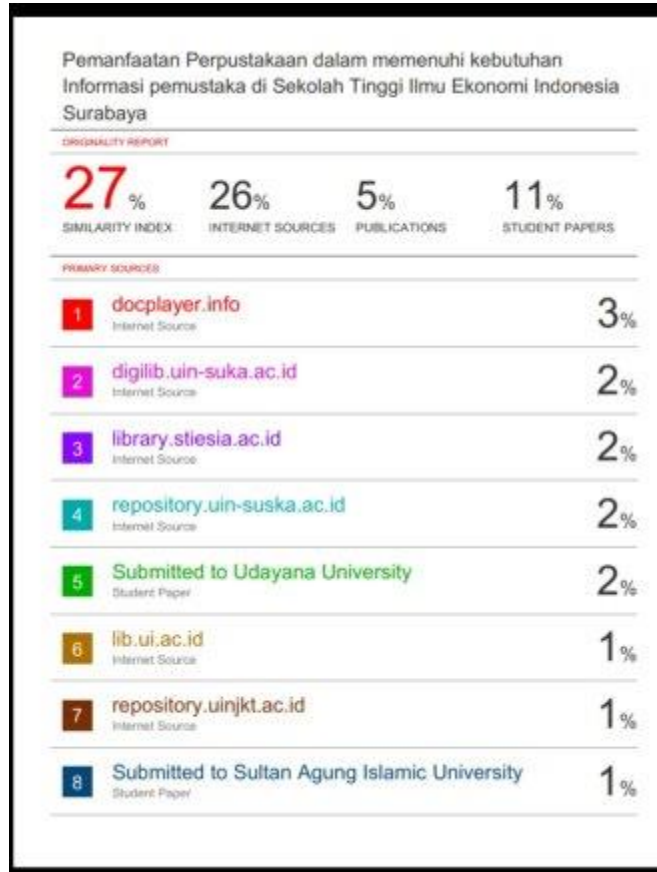 Pemanfaatan Perpustakaan dalam memenuhi kebutuhan
Informasi pemustaka di Sekolah Tinggi Ilmu Ekonomi Indonesia
Surabaya
ORIGINALITY REPORT
27% 26% 5% 11%
SIMILARITY INDEX INTERNET SOURCES PUBLICATIONS STUDENT PAPERS
PRIMARY SOURCES
1 docplayer.info 3%
Internet Source
2 digilib.uin-suka.ac.id 2%
Internet Source
3 library.stiesia.ac.id 2%
Internet Source
4 repository.uin-suska.ac.id 2%
Internet Source
5 Submitted to Udayana University 2%
Student Paper
6 lib.ui.ac.id 1%
Internet Source
7 repository.uinjkt.ac.id 1%
Internet Source
8 Submitted to Sultan Agung Islamic University 1%
Student Paper